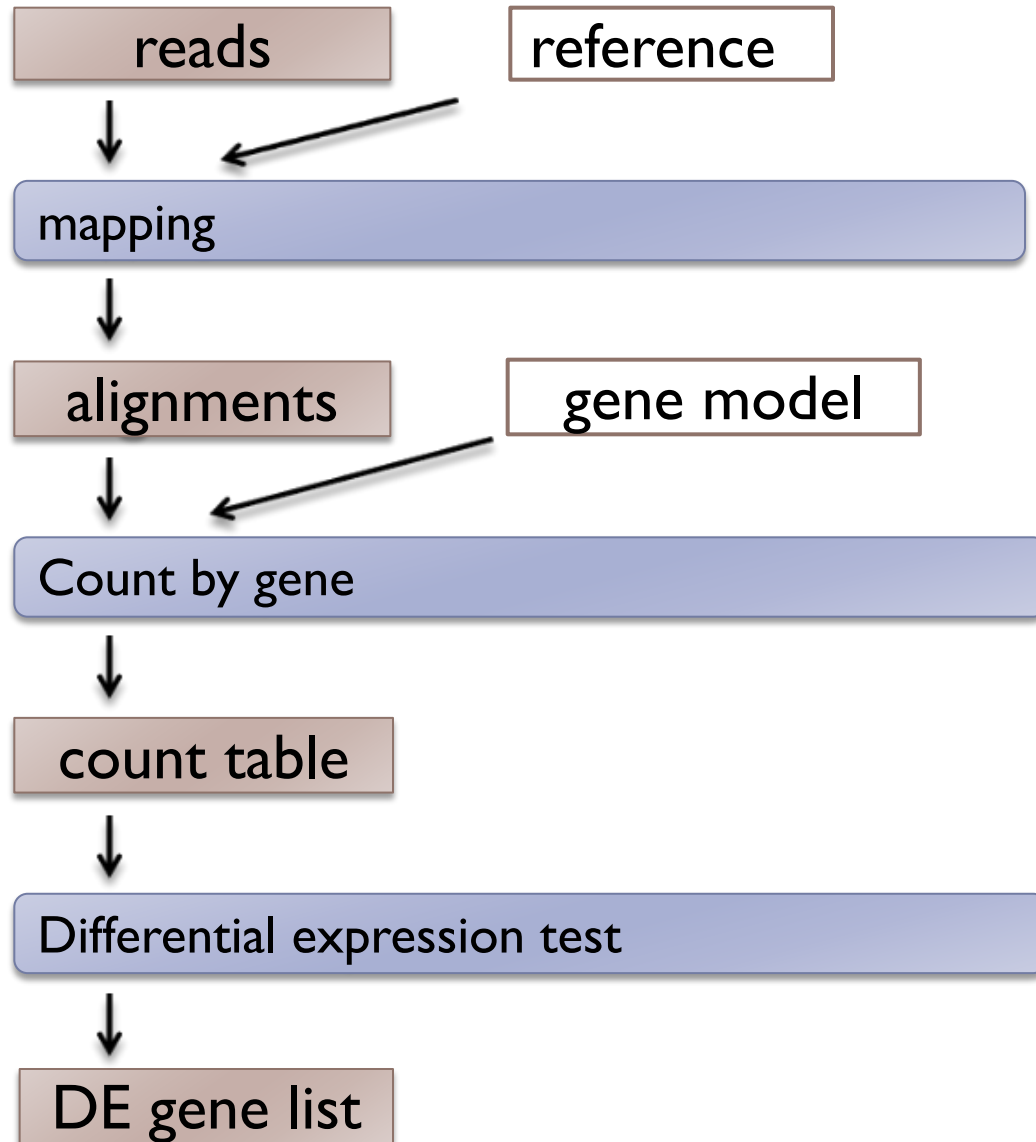 reads
reference
mapping
alignments
gene model
Count by gene
count table
Differential expression test
DE gene list